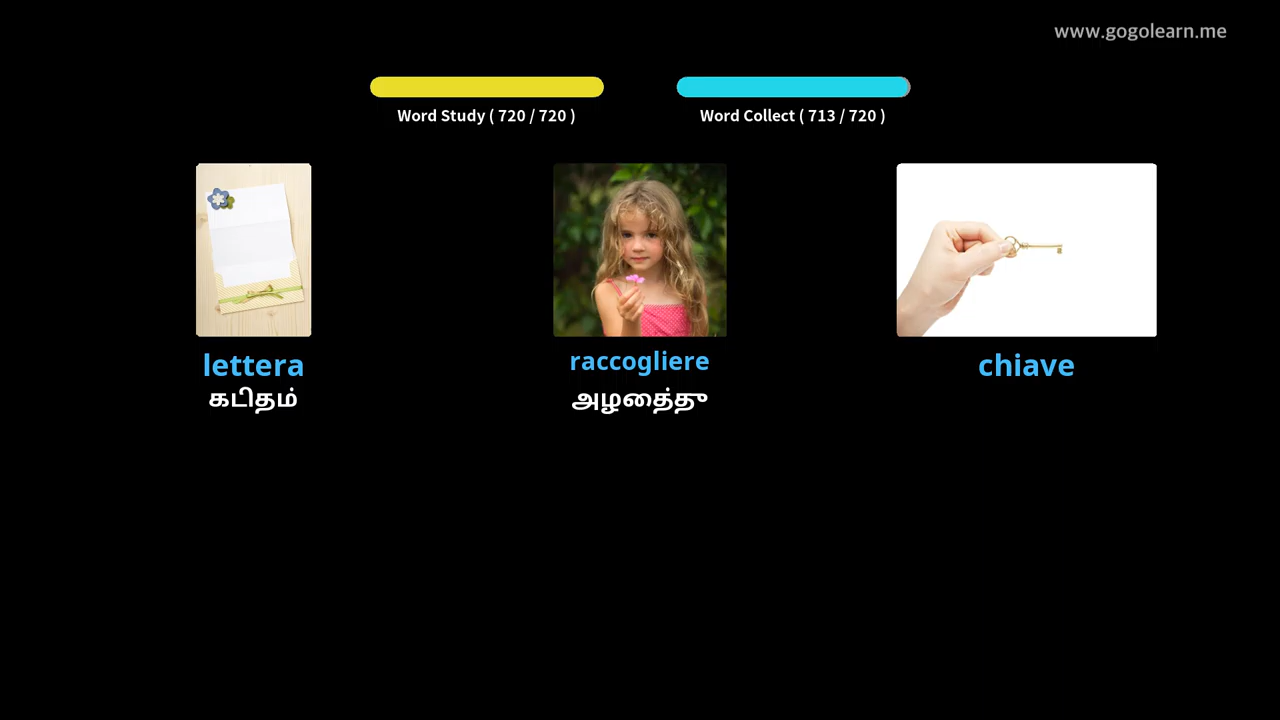 www.gogolearn.me
Word Study ( 720 / 720 )
Word Collect ( 713 / 720 )
lettera
raccogliere
chiave
கடிதம்
அழைத்து